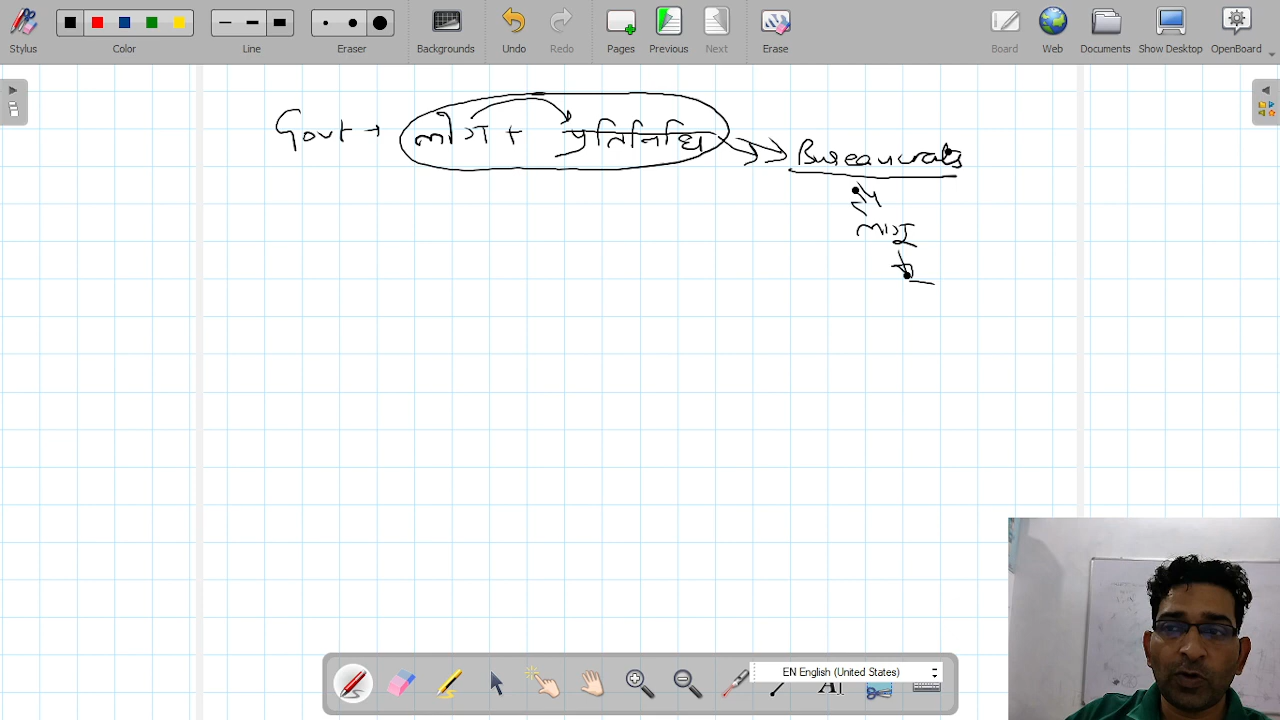 Stylus Color Line Eraser Backgrounds Undo Redo Pages Previous Next Erase Board Web Documents Show Desktop OpenBoard
Govt → लोग + प्रतिनिधि
Bureaucrats
लागू
EN English (United States)